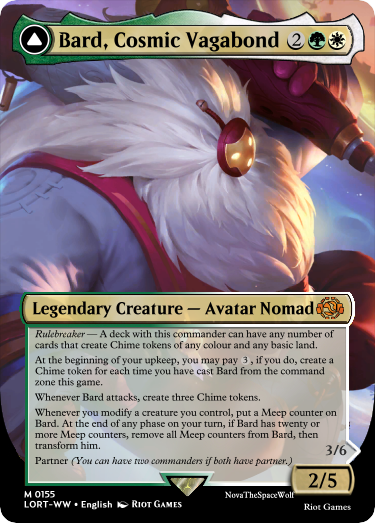 Bard, Cosmic Vagabond 2
Legendary Creature — Avatar Nomad
Rulebreaker — A deck with this commander can have any number of
cards that create Chime tokens of any colour and any basic land.
At the beginning of your upkeep, you may pay 3, if you do, create a
Chime token for each time you have cast Bard from the command
zone this game.
Whenever Bard attacks, create three Chime tokens.
Whenever you modify a creature you control, put a Meep counter on
Bard. At the end of any phase on your turn, if Bard has twenty or
more Meep counters, remove all Meep counters from Bard, then
transform him.
Partner (You can have two commanders if both have partner.)
3/6
2/5
M 0155
LORT-WW • English Riot Games
NovaTheSpaceWolf
Riot Games